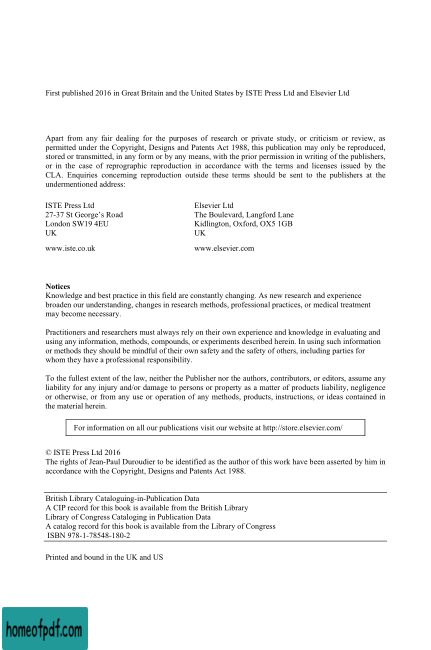 First published 2016 in Great Britain and the United States by ISTE Press Ltd and Elsevier Ltd
Apart from any fair dealing for the purposes of research or private study, or criticism or review, as
permitted under the Copyright, Designs and Patents Act 1988, this publication may only be reproduced,
stored or transmitted, in any form or by any means, with the prior permission in writing of the publishers,
or in the case of reprographic reproduction in accordance with the terms and licenses issued by the
CLA. Enquiries concerning reproduction outside these terms should be sent to the publishers at the
undermentioned address:
ISTE Press Ltd
27-37 St George's Road
London SW19 4EU
UK
www.iste.co.uk
Elsevier Ltd
The Boulevard, Langford Lane
Kidlington, Oxford, OX5 1GB
UK
www.elsevier.com
Notices
Knowledge and best practice in this field are constantly changing. As new research and experience
broaden our understanding, changes in research methods, professional practices, or medical treatment
may become necessary.
Practitioners and researchers must always rely on their own experience and knowledge in evaluating and
using any information, methods, compounds, or experiments described herein. In using such information
or methods they should be mindful of their own safety and the safety of others, including parties for
whom they have a professional responsibility.
To the fullest extent of the law, neither the Publisher nor the authors, contributors, or editors, assume any
liability for any injury and/or damage to persons or property as a matter of products liability, negligence
or otherwise, or from any use or operation of any methods, products, instructions, or ideas contained in
the material herein.
For information on all our publications visit our website at http://store.elsevier.com/
© ISTE Press Ltd 2016
The rights of Jean-Paul Duroudier to be identified as the author of this work have been asserted by him in
accordance with the Copyright, Designs and Patents Act 1988.
British Library Cataloguing-in-Publication Data
A CIP record for this book is available from the British Library
Library of Congress Cataloging in Publication Data
A catalog record for this book is available from the Library of Congress
ISBN 978-1-78548-180-2
Printed and bound in the UK and US
homeofpdf.com